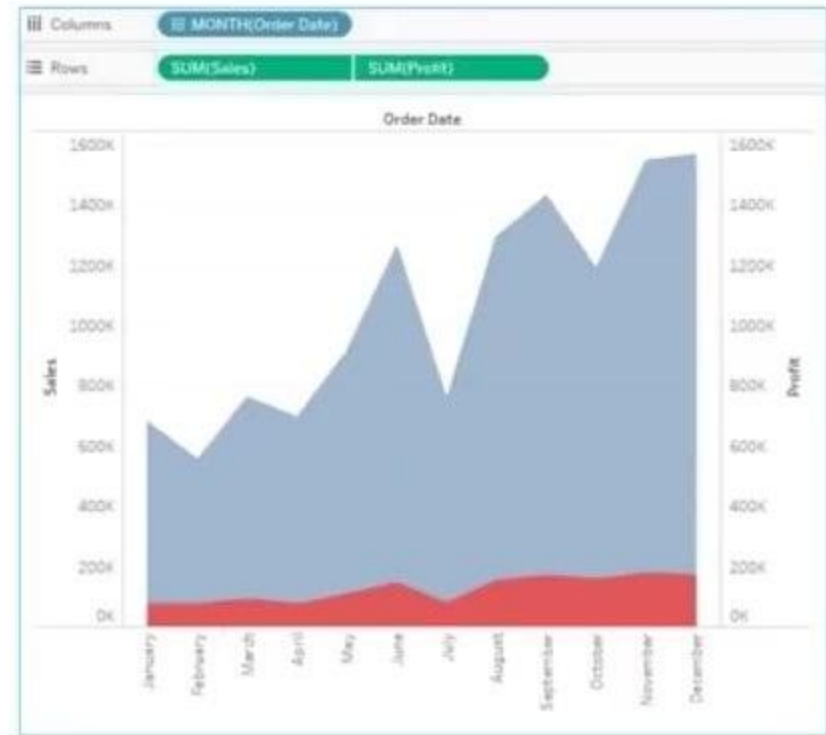 Columns MONTH(Order Date)
Rows SUM(Sales) SUM(Profit)
Order Date
1600K 1600K
1400K 1400K
1200K 1200K
1000K 1000K
800K 800K
600K 600K
400K 400K
200K 200K
0K 0K
Sales
Profit
January
February
March
April
May
June
July
August
September
October
November
December